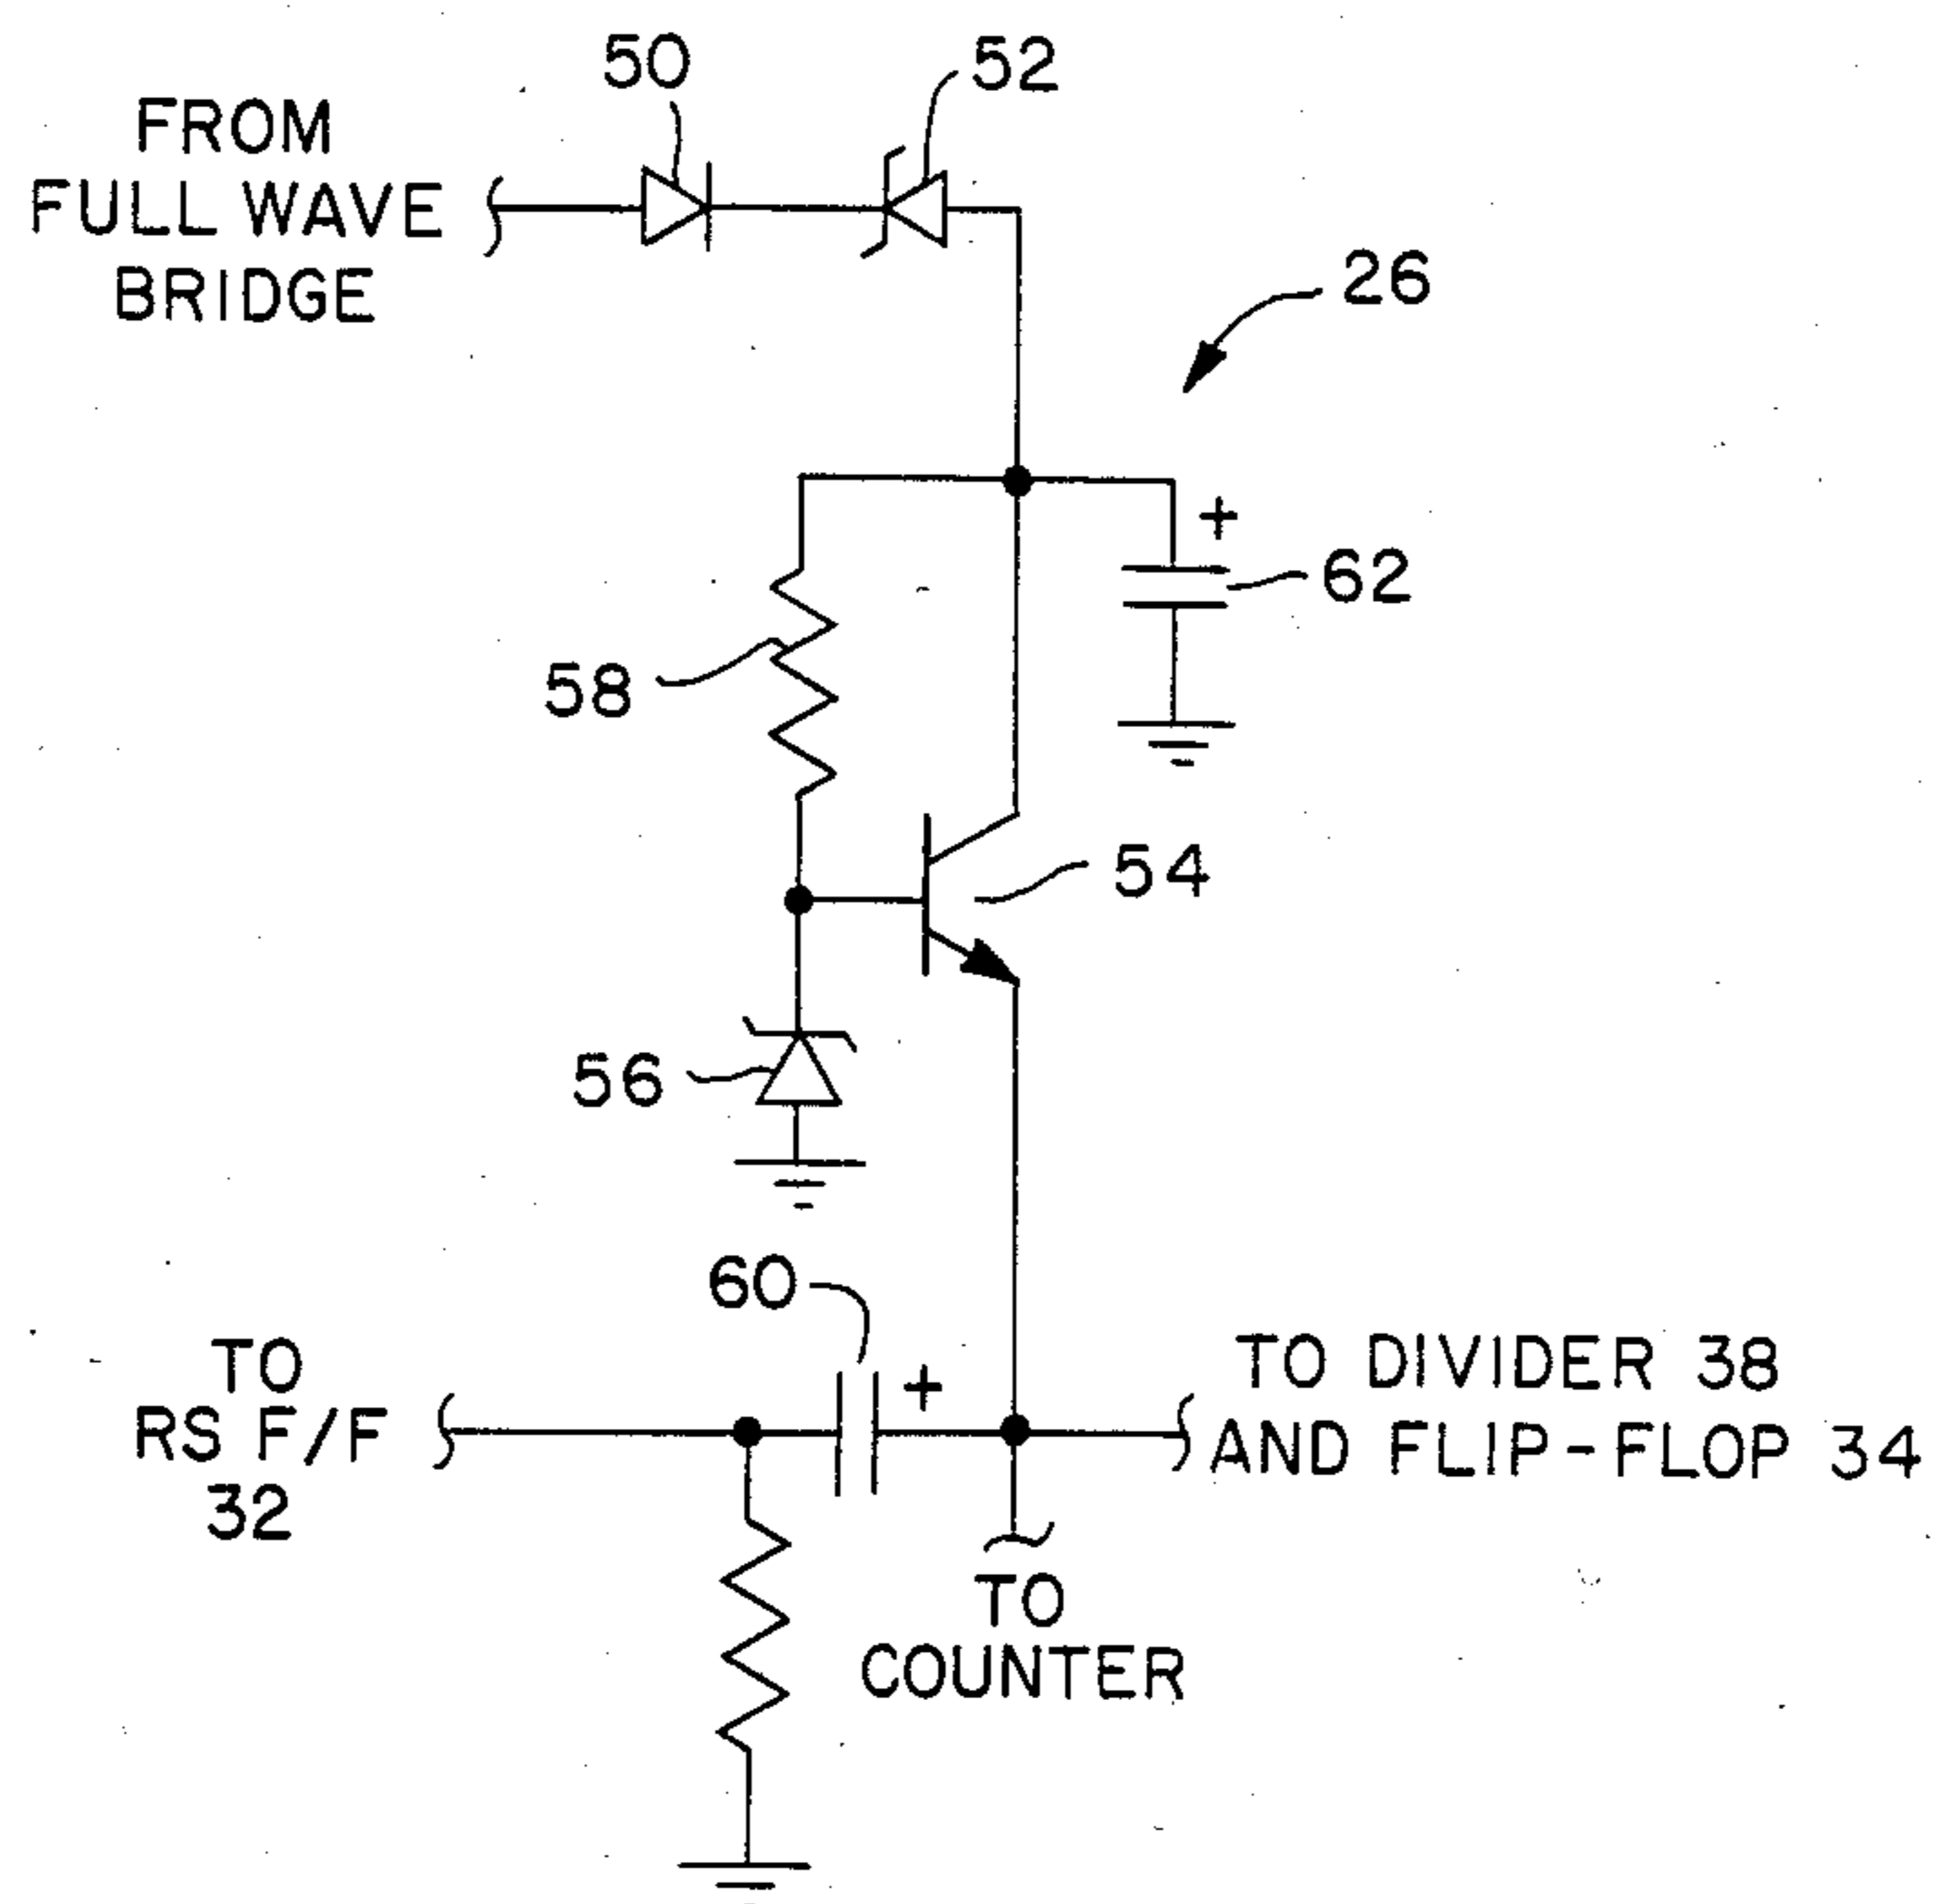 50
52
FROM
FULL WAVE
BRIDGE
26
+
62
58
54
56
60
+
TO
RS F/F
32
TO DIVIDER 38
AND FLIP-FLOP 34
TO
COUNTER